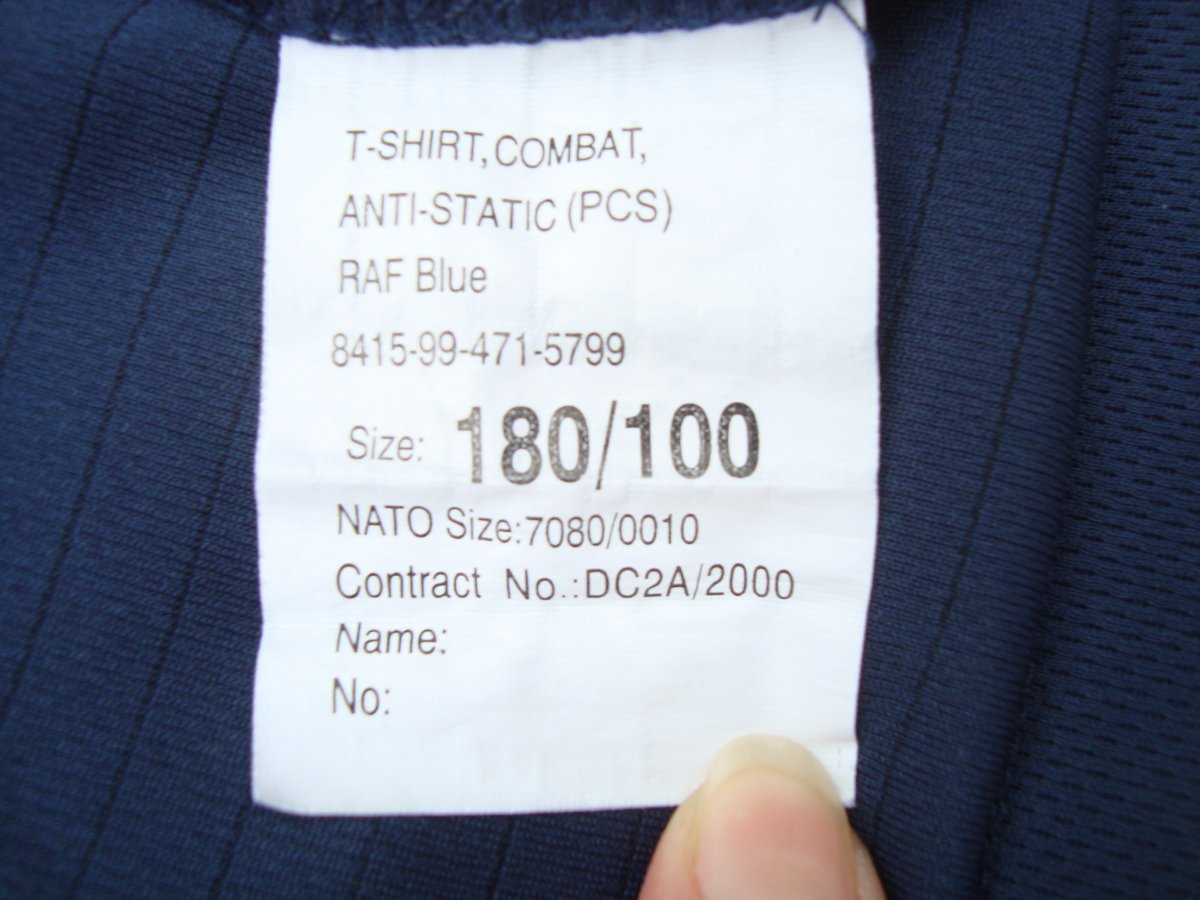 T-SHIRT, COMBAT,
ANTI-STATIC (PCS)
RAF Blue
8415-99-471-5799
Size: 180/100
NATO Size:7080/0010
Contract No.:DC2A/2000
Name:
No: